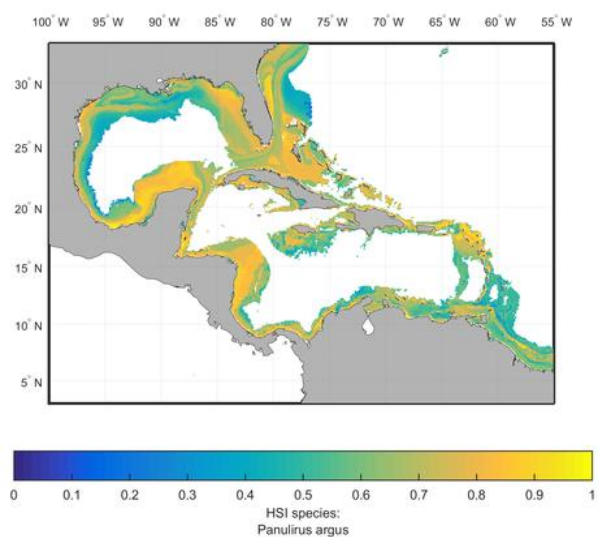 100° W 95° W 90° W 85° W 80° W 75° W 70° W 65° W 60° W 55° W
30° N
25° N
20° N
15° N
10° N
5° N
0 0.1 0.2 0.3 0.4 0.5 0.6 0.7 0.8 0.9 1
HSI species:
Panulirus argus